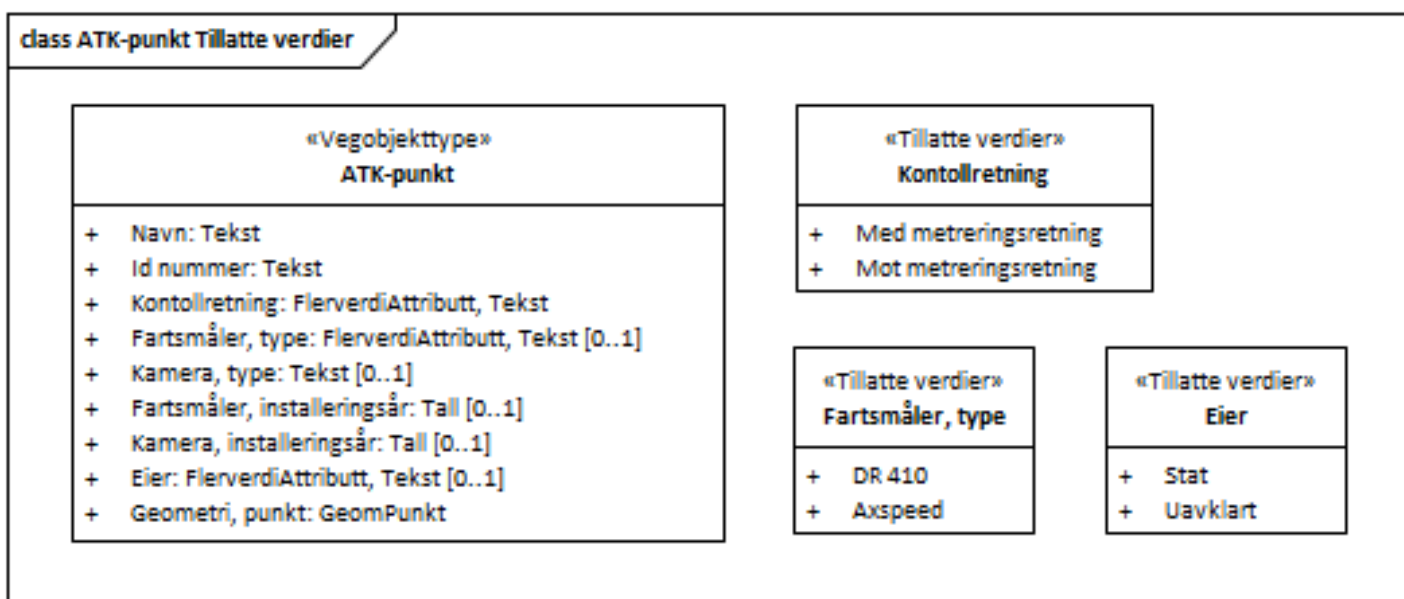 class ATK-punkt Tillatte verdier
«Vegobjekttype»
ATK-punkt
+ Navn: Tekst
+ Id nummer: Tekst
+ Kontollretning: FlerverdiAttributt, Tekst
+ Fartsmåler, type: FlerverdiAttributt, Tekst [0..1]
+ Kamera, type: Tekst [0..1]
+ Fartsmåler, installeringsår: Tall [0..1]
+ Kamera, installeringsår: Tall [0..1]
+ Eier: FlerverdiAttributt, Tekst [0..1]
+ Geometri, punkt: GeomPunkt
«Tillatte verdier»
Kontollretning
+ Med metreringsretning
+ Mot metreringsretning
«Tillatte verdier»
Fartsmåler, type
+ DR 410
+ Axspeed
«Tillatte verdier»
Eier
+ Stat
+ Uavklart